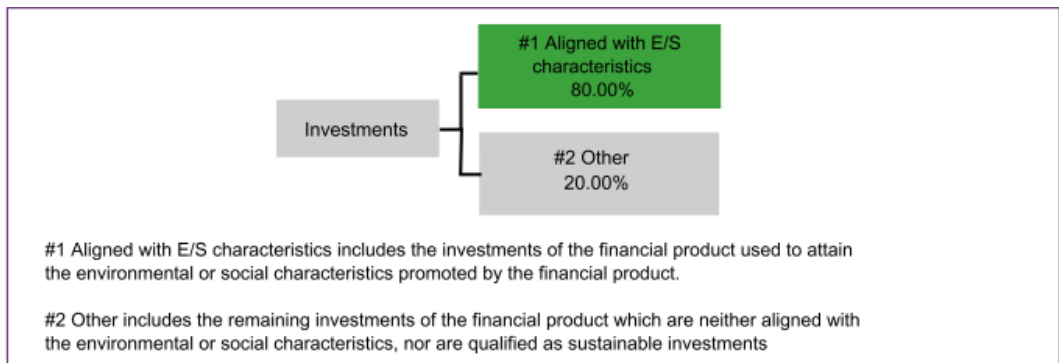 #1 Aligned with E/S
characteristics
80.00%
Investments
#2 Other
20.00%
#1 Aligned with E/S characteristics includes the investments of the financial product used to attain
the environmental or social characteristics promoted by the financial product.
#2 Other includes the remaining investments of the financial product which are neither aligned with
the environmental or social characteristics, nor are qualified as sustainable investments